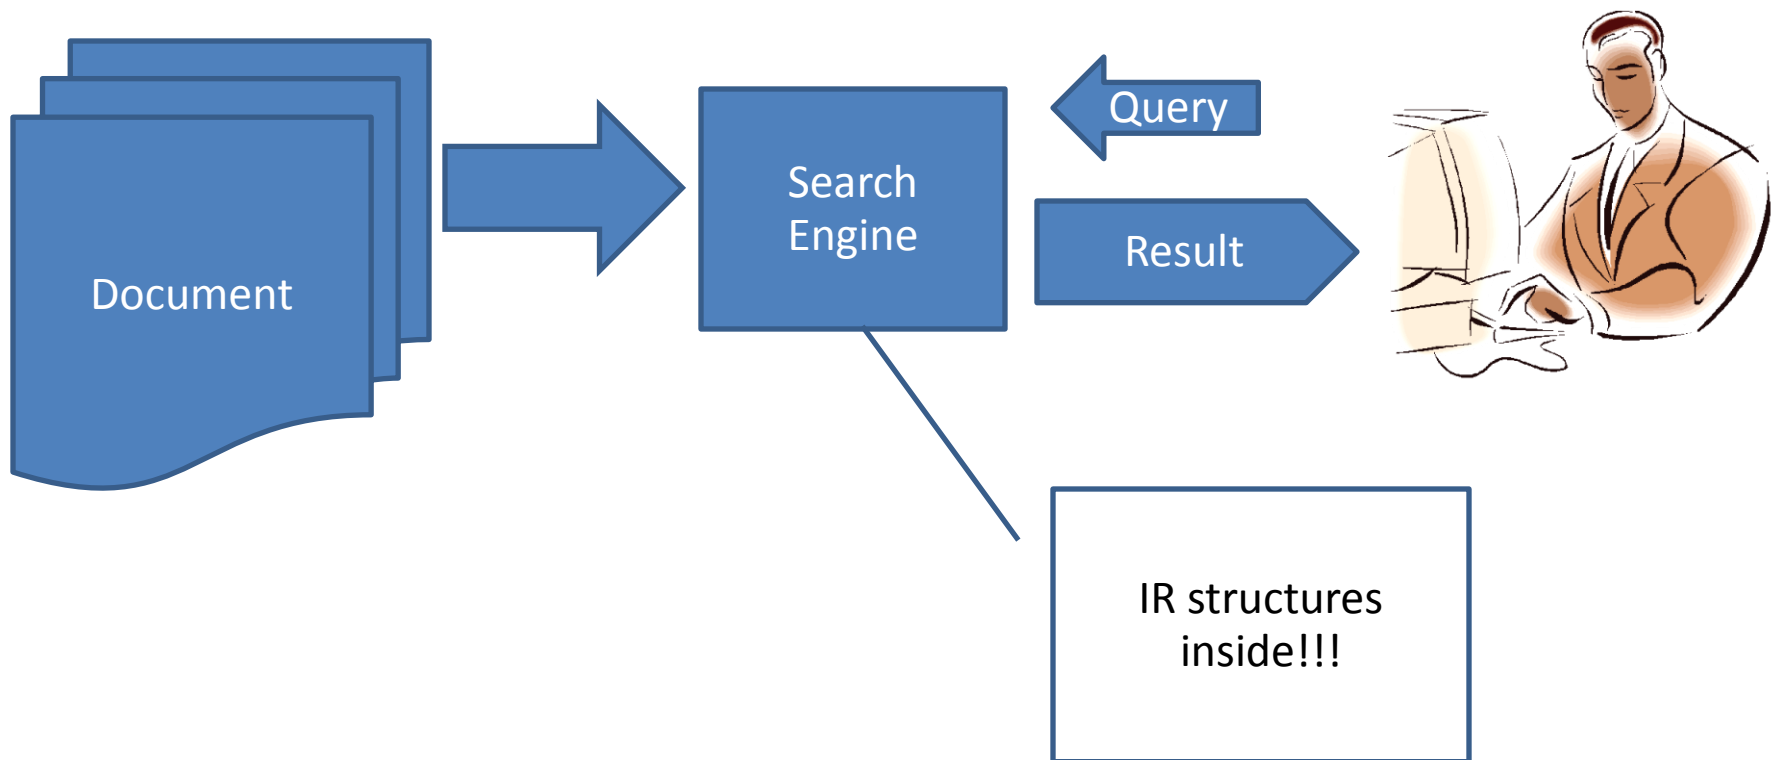 Document
Search
Engine
Query
Result
IR structures
inside!!!